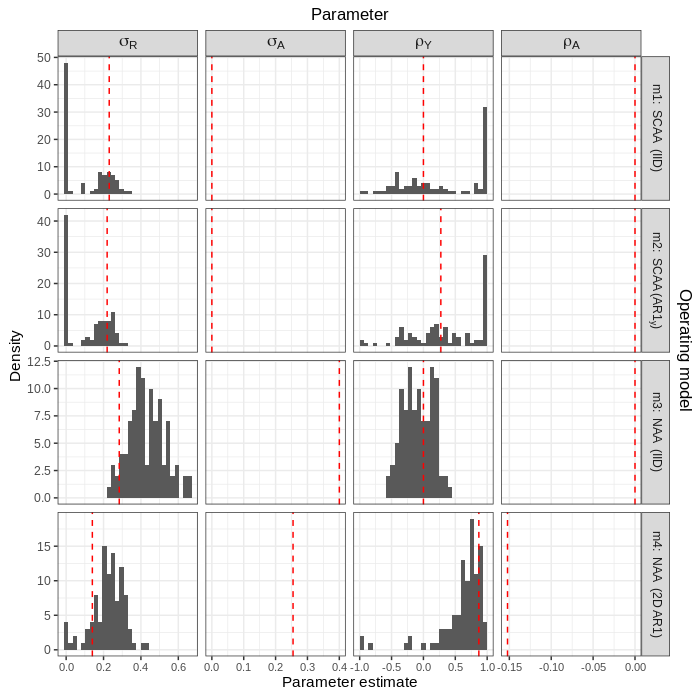 Parameter
σR σA ρY ρA
50
40
30
20
10
0
m1: SCAA (IID)
40
30
20
10
0
m2: SCAA (AR1y)
12.5
10.0
7.5
5.0
2.5
0.0
m3: NAA (IID)
15
10
5
0
m4: NAA (2D AR1)
Density
Operating model
0.0 0.2 0.4 0.6 0.0 0.1 0.2 0.3 0.4 -1.0 -0.5 0.0 0.5 1.0 -0.15 -0.10 -0.05 0.00
Parameter estimate